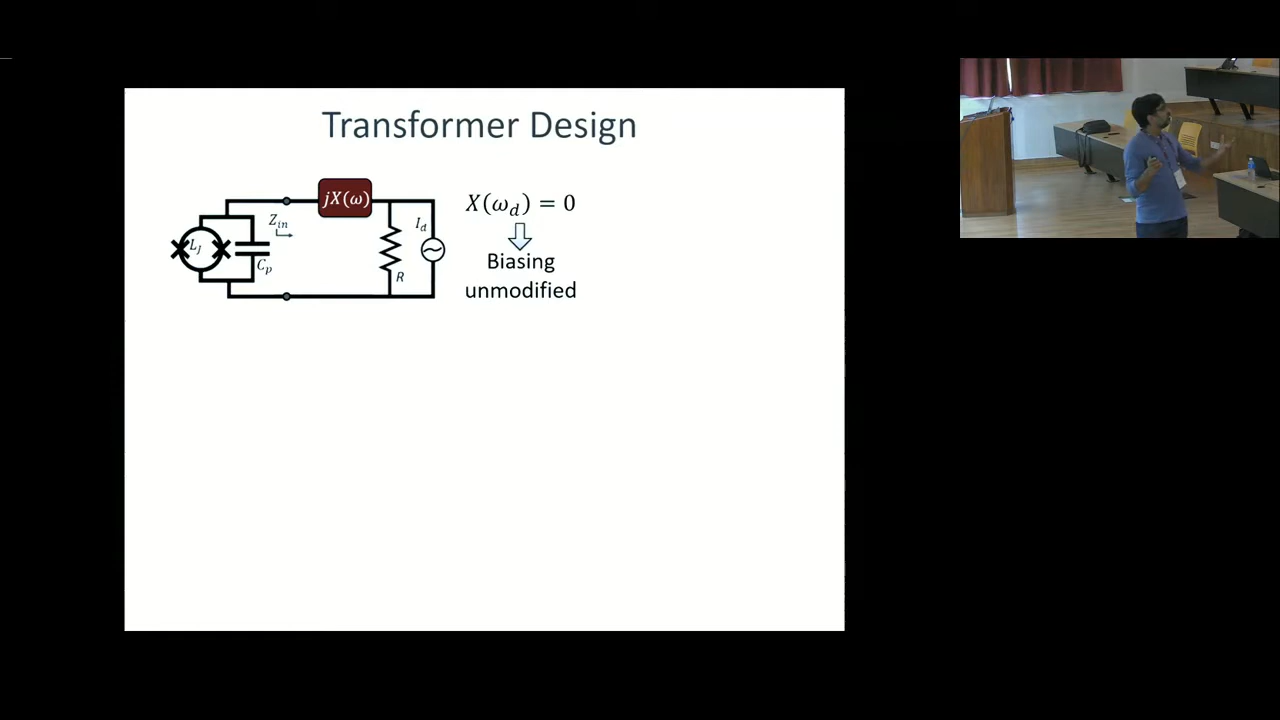 Transformer Design
jX(ω)
X(ω_d) = 0
Z_in
I_d
L_J
C_p
R
Biasing
unmodified